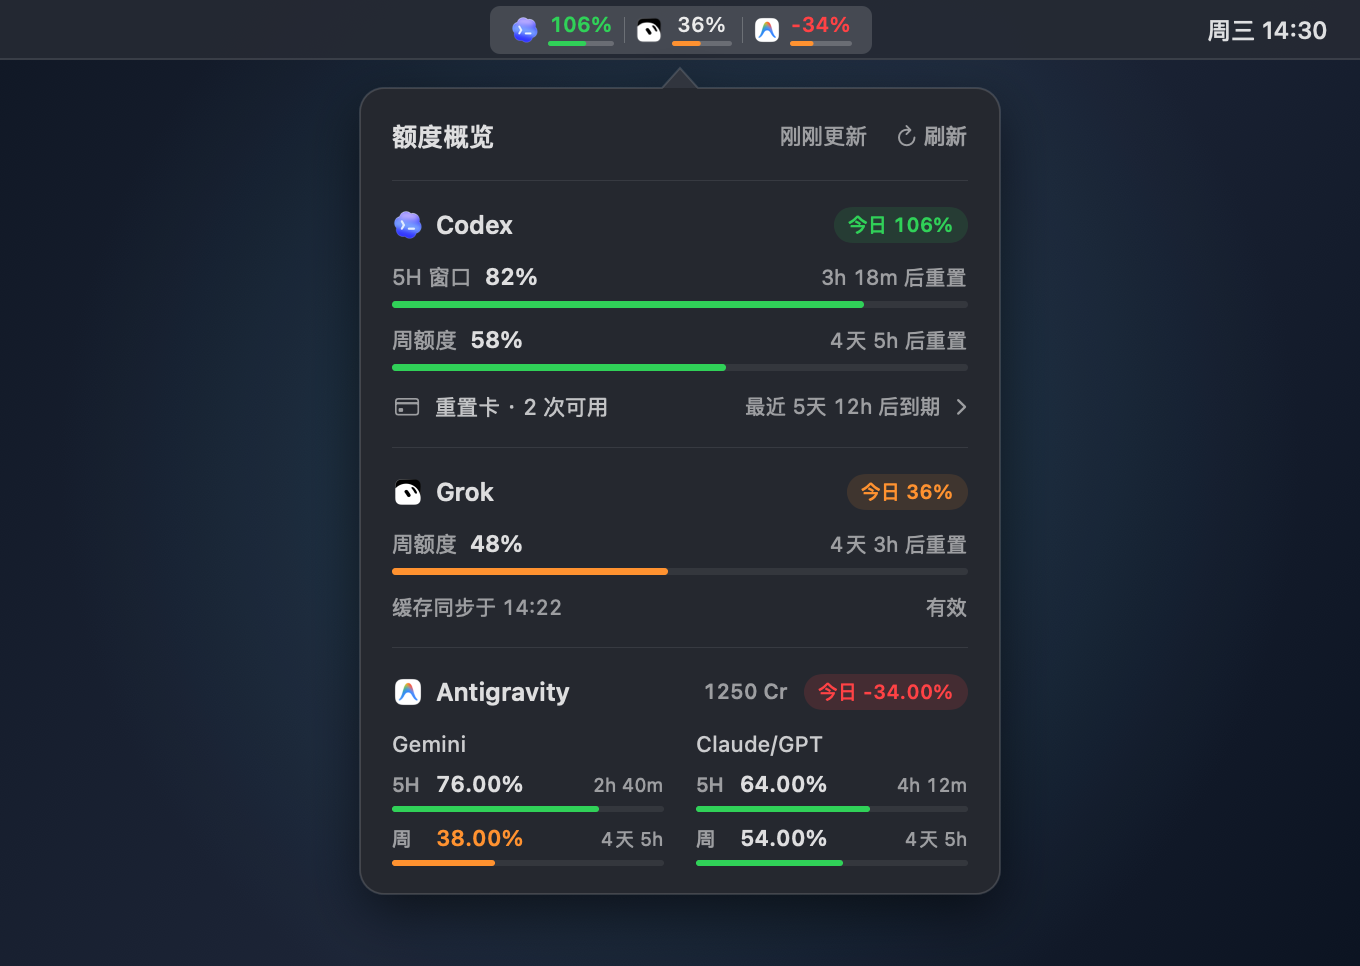 106% 36% -34% 周三 14:30
额度概览 刚刚更新 刷新
Codex 今日 106%
5H 窗口 82% 3h 18m 后重置
周额度 58% 4天 5h 后重置
重置卡 · 2 次可用 最近 5天 12h 后到期
Grok 今日 36%
周额度 48% 4天 3h 后重置
缓存同步于 14:22 有效
Antigravity 1250 Cr 今日 -34.00%
Gemini Claude/GPT
5H 76.00% 2h 40m 5H 64.00% 4h 12m
周 38.00% 4天 5h 周 54.00% 4天 5h